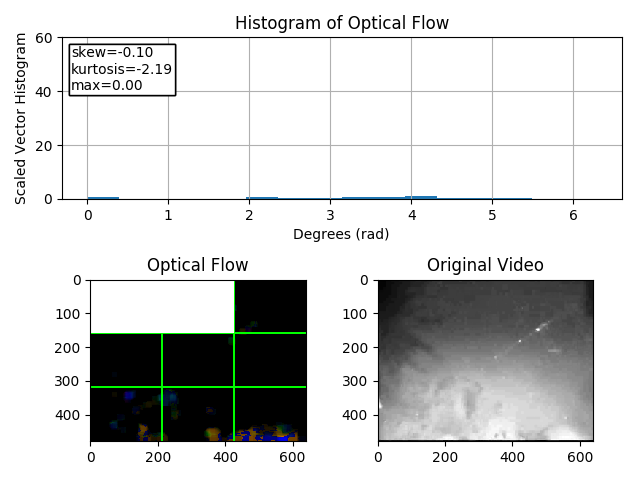 Histogram of Optical Flow
Scaled Vector Histogram
60
40
20
0
skew=-0.10
kurtosis=-2.19
max=0.00
0 1 2 3 4 5 6
Degrees (rad)
Optical Flow
0
100
200
300
400
0 200 400 600
Original Video
0
100
200
300
400
0 200 400 600